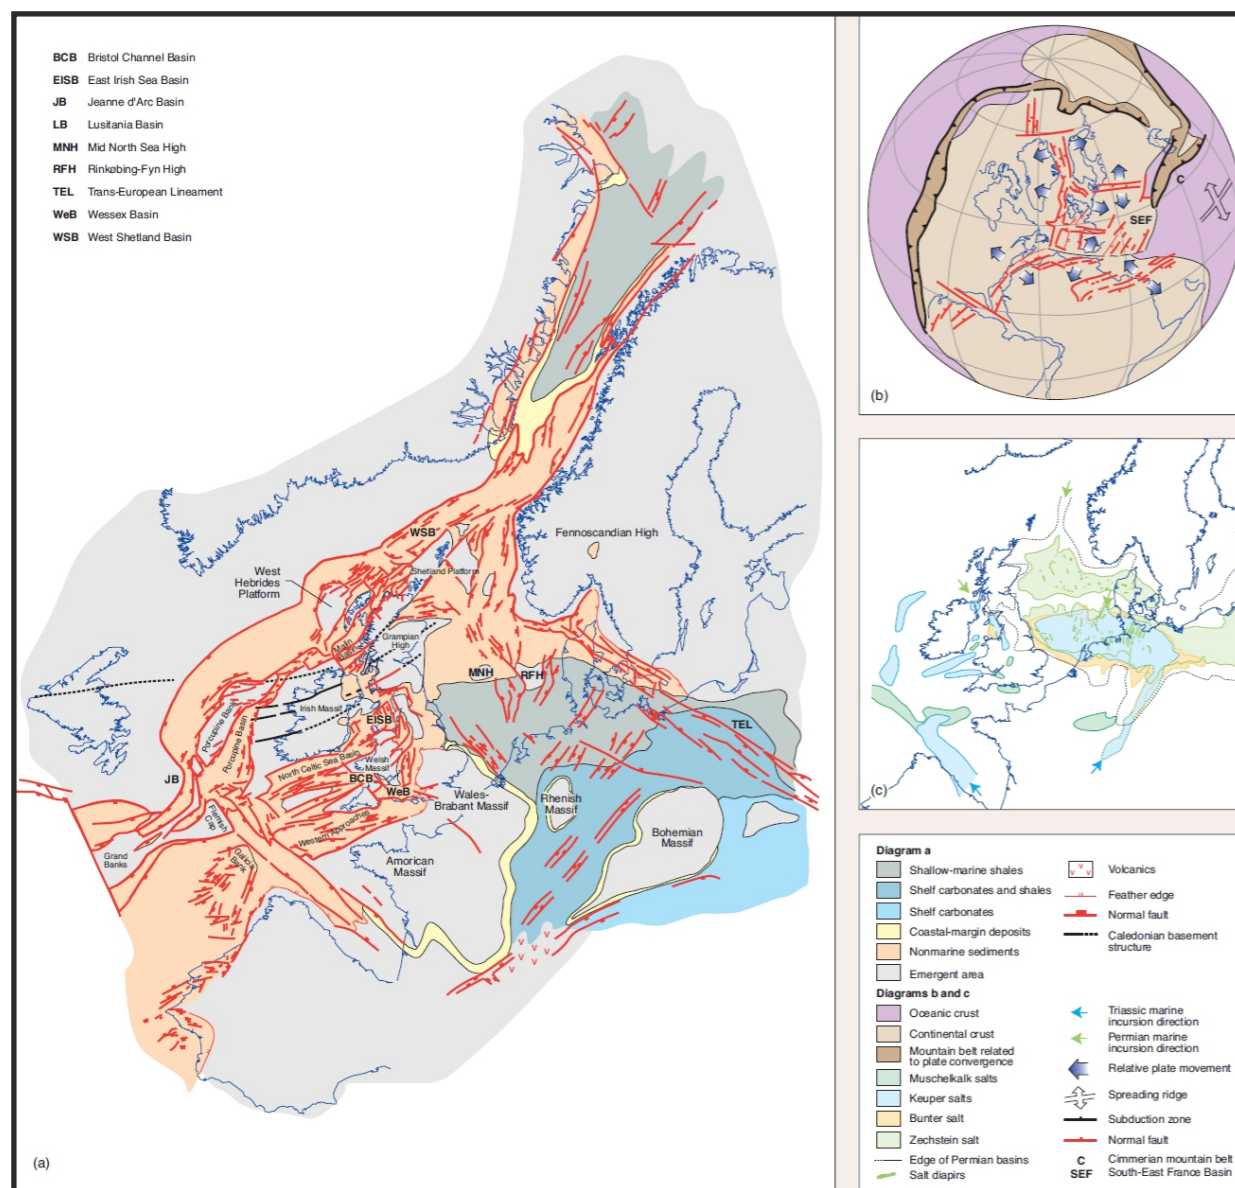 BCB Bristol Channel Basin
EISB East Irish Sea Basin
JB Jeanne d'Arc Basin
LB Lusitania Basin
MNH Mid North Sea High
RFH Rinkøbing-Fyn High
TEL Trans-European Lineament
WeB Wessex Basin
WSB West Shetland Basin
WSB
Fennoscandian High
West
Hebrides
Platform
Shetland Platform
Grampian
High
Malin
Basin
MNH
RFH
Irish Massif
Porcupine Bank
Porcupine Basin
EISB
TEL
North Celtic Sea Basin
Welsh
Massif
JB
BCB
WeB
Wales-
Brabant Massif
Rhenish
Massif
Flemish
Cap
Western Approaches
Bohemian
Massif
Grand
Banks
Galicia
Bank
Amorican
Massif
V
V V
V V
V
(a)
C
SEF
(b)
(c)
Diagram a
Shallow-marine shales
Shelf carbonates and shales
Shelf carbonates
Coastal-margin deposits
Nonmarine sediments
Emergent area
V
V V
Volcanics
Feather edge
Normal fault
Caledonian basement
structure
Diagrams b and c
Oceanic crust
Continental crust
Mountain belt related
to plate convergence
Muschelkalk salts
Keuper salts
Bunter salt
Zechstein salt
Edge of Permian basins
Salt diapirs
Triassic marine
incursion direction
Permian marine
incursion direction
Relative plate movement
Spreading ridge
Subduction zone
Normal fault
C Cimmerian mountain belt
SEF South-East France Basin